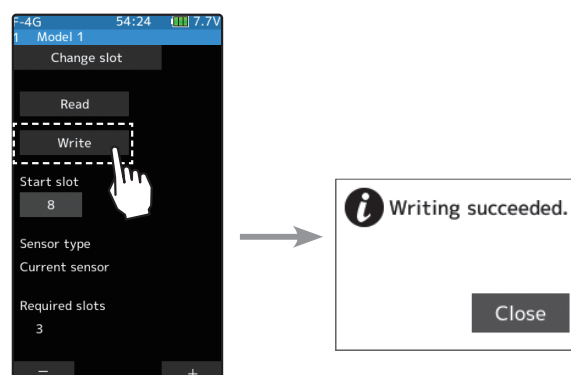 F-4G 54:24 7.7V
1 Model 1
Change slot
Read
Write
Start slot
8
Sensor type
Current sensor
Required slots
3
− +
Writing succeeded.
Close